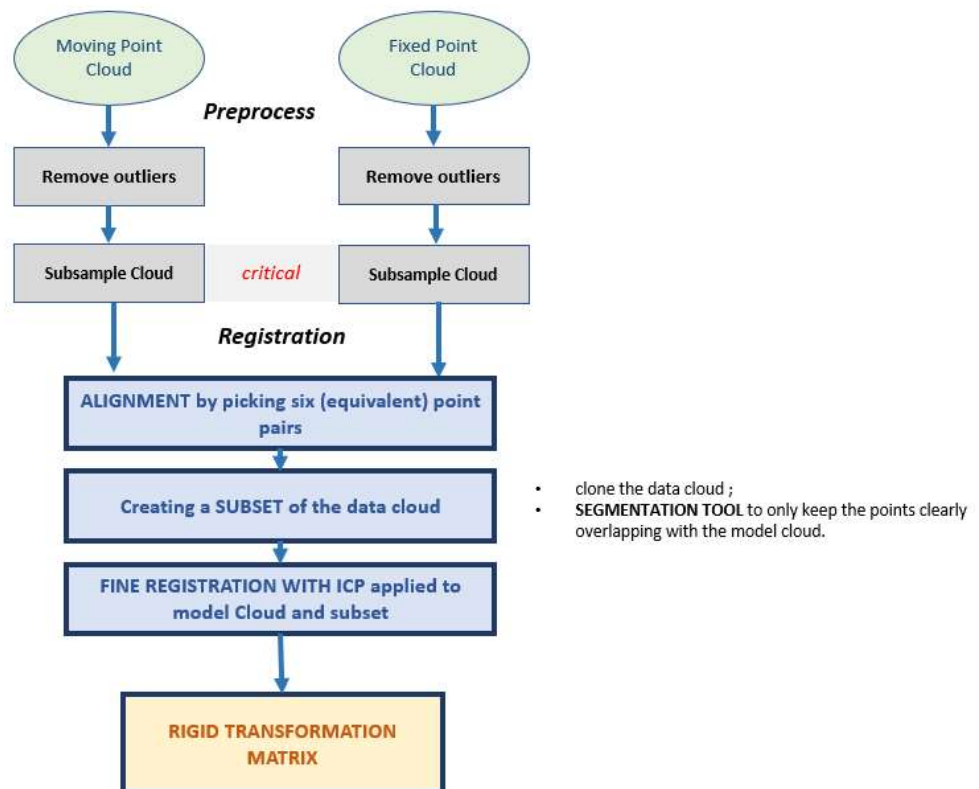 Moving Point
Cloud
Fixed Point
Cloud
Preprocess
Remove outliers
Remove outliers
Subsample Cloud
critical
Subsample Cloud
Registration
ALIGNMENT by picking six (equivalent) point
pairs
Creating a SUBSET of the data cloud
• clone the data cloud ;
• SEGMENTATION TOOL to only keep the points clearly
overlapping with the model cloud.
FINE REGISTRATION WITH ICP applied to
model Cloud and subset
RIGID TRANSFORMATION
MATRIX